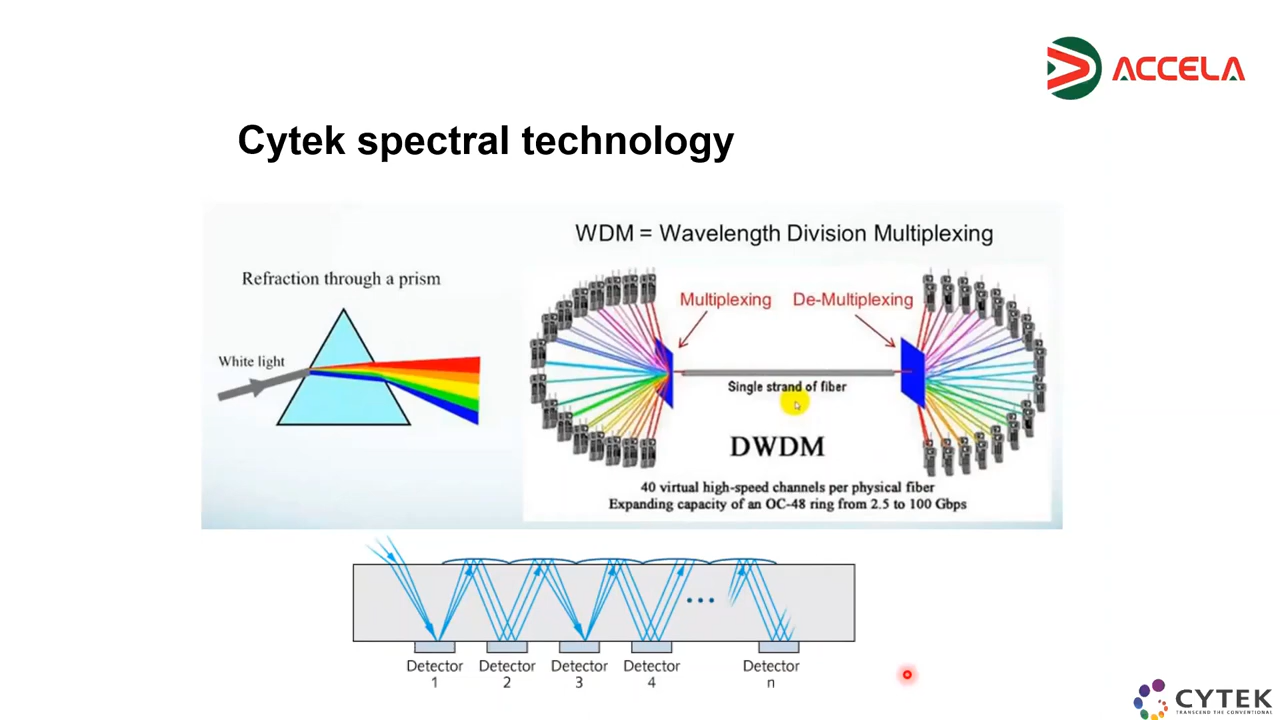 ACCELA
Cytek spectral technology
WDM = Wavelength Division Multiplexing
Refraction through a prism
White light
Multiplexing
De-Multiplexing
Single strand of fiber
DWDM
40 virtual high-speed channels per physical fiber
Expanding capacity of an OC-48 ring from 2.5 to 100 Gbps
Detector Detector Detector Detector Detector
1 2 3 4 n
CYTEK
TRANSCEND THE CONVENTIONAL